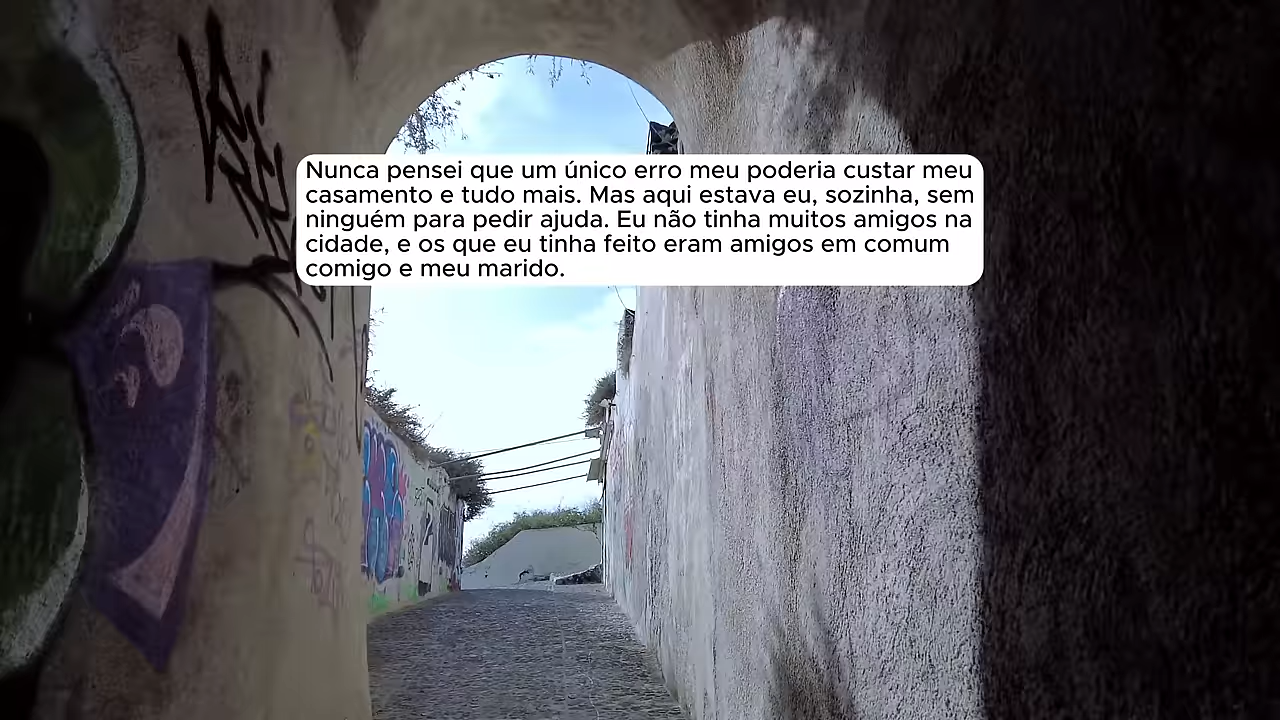 Nunca pensei que um único erro meu poderia custar meu
casamento e tudo mais. Mas aqui estava eu, sozinha, sem
ninguém para pedir ajuda. Eu não tinha muitos amigos na
cidade, e os que eu tinha feito eram amigos em comum
comigo e meu marido.